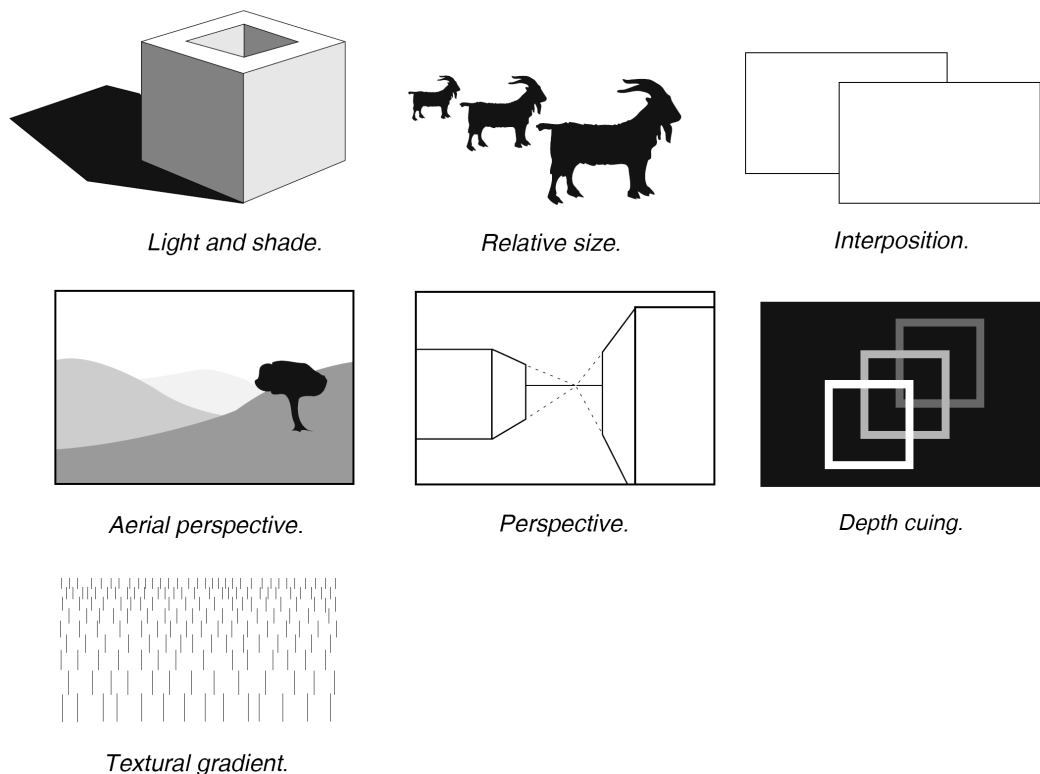 Light and shade.
Relative size.
Interposition.
Aerial perspective.
Perspective.
Depth cuing.
Textural gradient.